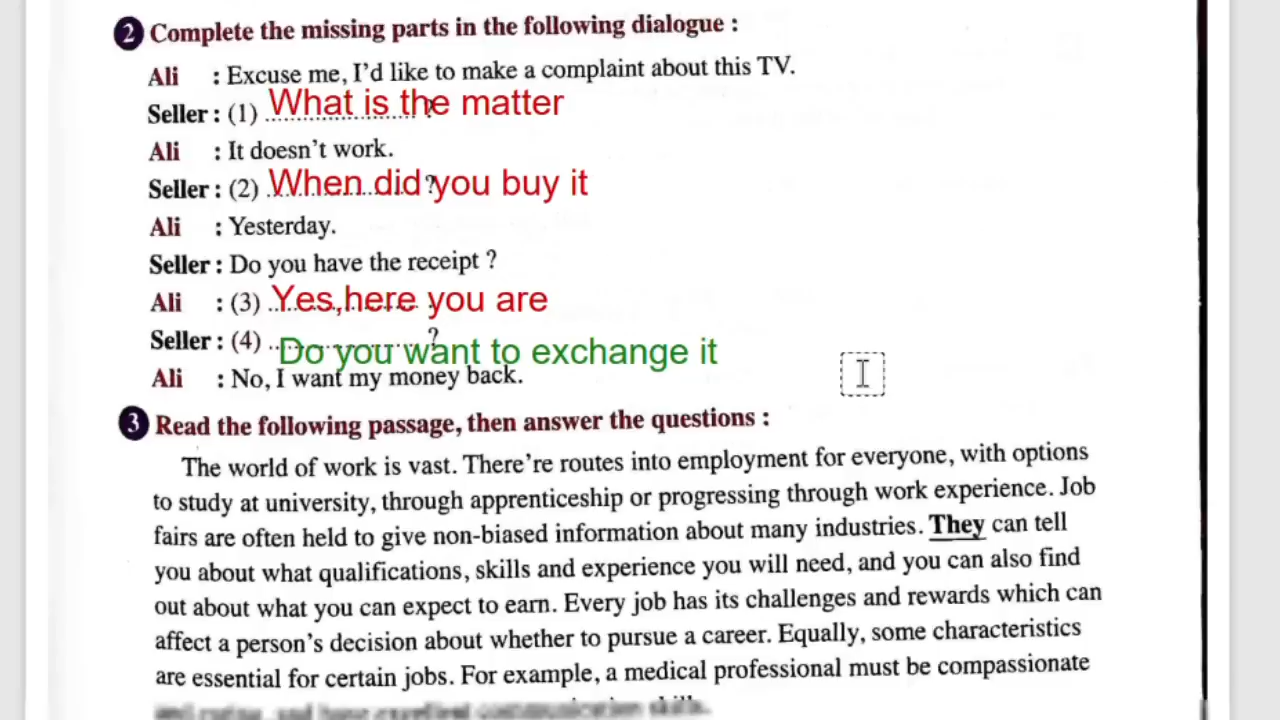 2 Complete the missing parts in the following dialogue :
Ali : Excuse me, I'd like to make a complaint about this TV.
Seller : (1) What is the matter ?
Ali : It doesn't work.
Seller : (2) When did you buy it ?
Ali : Yesterday.
Seller : Do you have the receipt ?
Ali : (3) Yes,here you are
Seller : (4) Do you want to exchange it ?
Ali : No, I want my money back.
3 Read the following passage, then answer the questions :
The world of work is vast. There're routes into employment for everyone, with options
to study at university, through apprenticeship or progressing through work experience. Job
fairs are often held to give non-biased information about many industries. They can tell
you about what qualifications, skills and experience you will need, and you can also find
out about what you can expect to earn. Every job has its challenges and rewards which can
affect a person's decision about whether to pursue a career. Equally, some characteristics
are essential for certain jobs. For example, a medical professional must be compassionate
and have excellent communication skills.